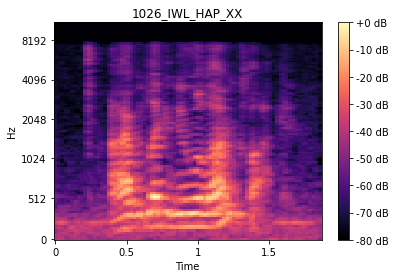 1026_IWL_HAP_XX
+0 dB
8192
-10 dB
4096
-20 dB
-30 dB
2048
Hz
-40 dB
1024
-50 dB
512
-60 dB
-70 dB
0
-80 dB
0
0.5
1
1.5
Time